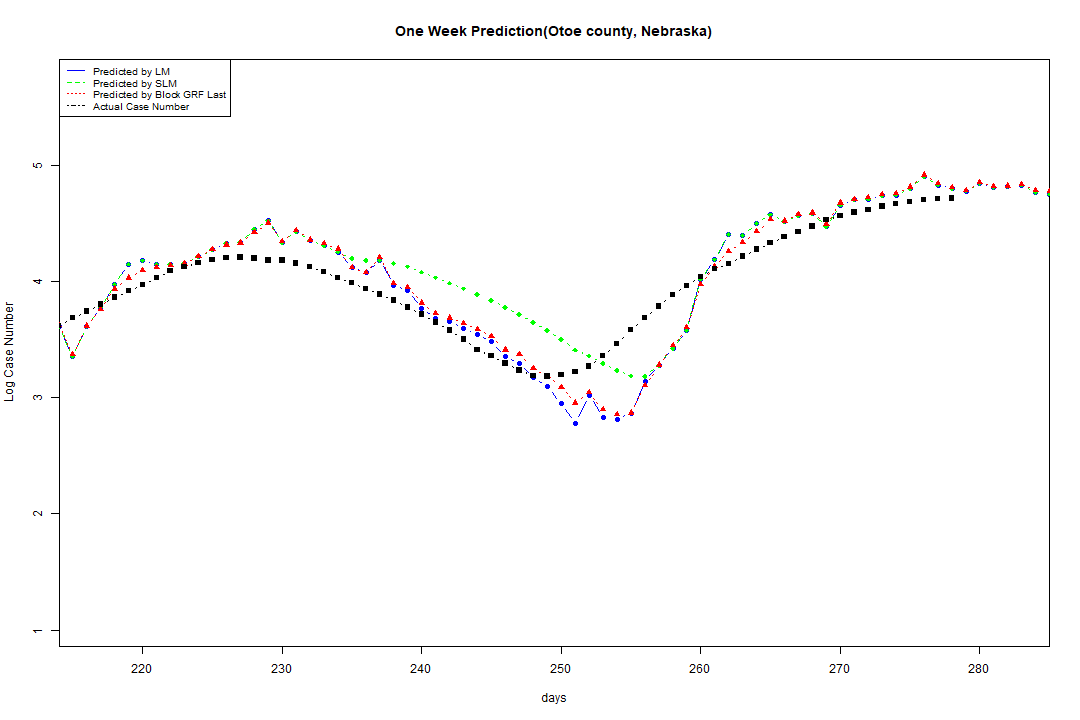 One Week Prediction(Otoe county, Nebraska)
Predicted by LM
Predicted by SLM
Predicted by Block GRF Last
Actual Case Number
5
4
3
2
1
Log Case Number
220 230 240 250 260 270 280
days